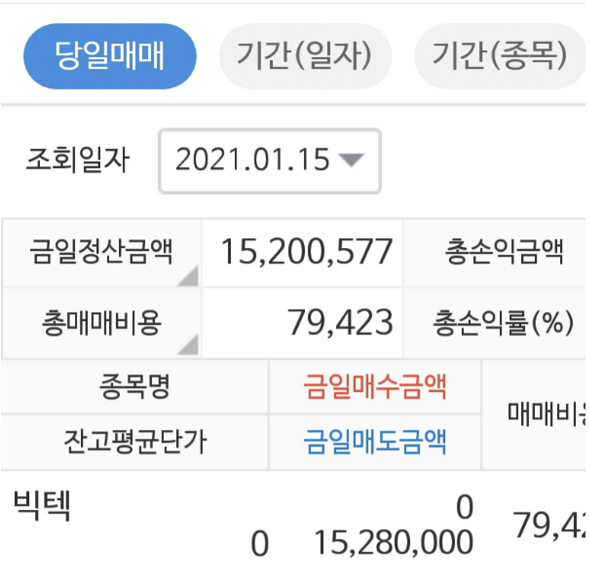 당일매매 기간(일자) 기간(종목)
조회일자 2021.01.15
금일정산금액 15,200,577 총손익금액
총매매비용 79,423 총손익률(%)
종목명 금일매수금액
매매비용
잔고평균단가 금일매도금액
빅텍 0
79,42
0 15,280,000